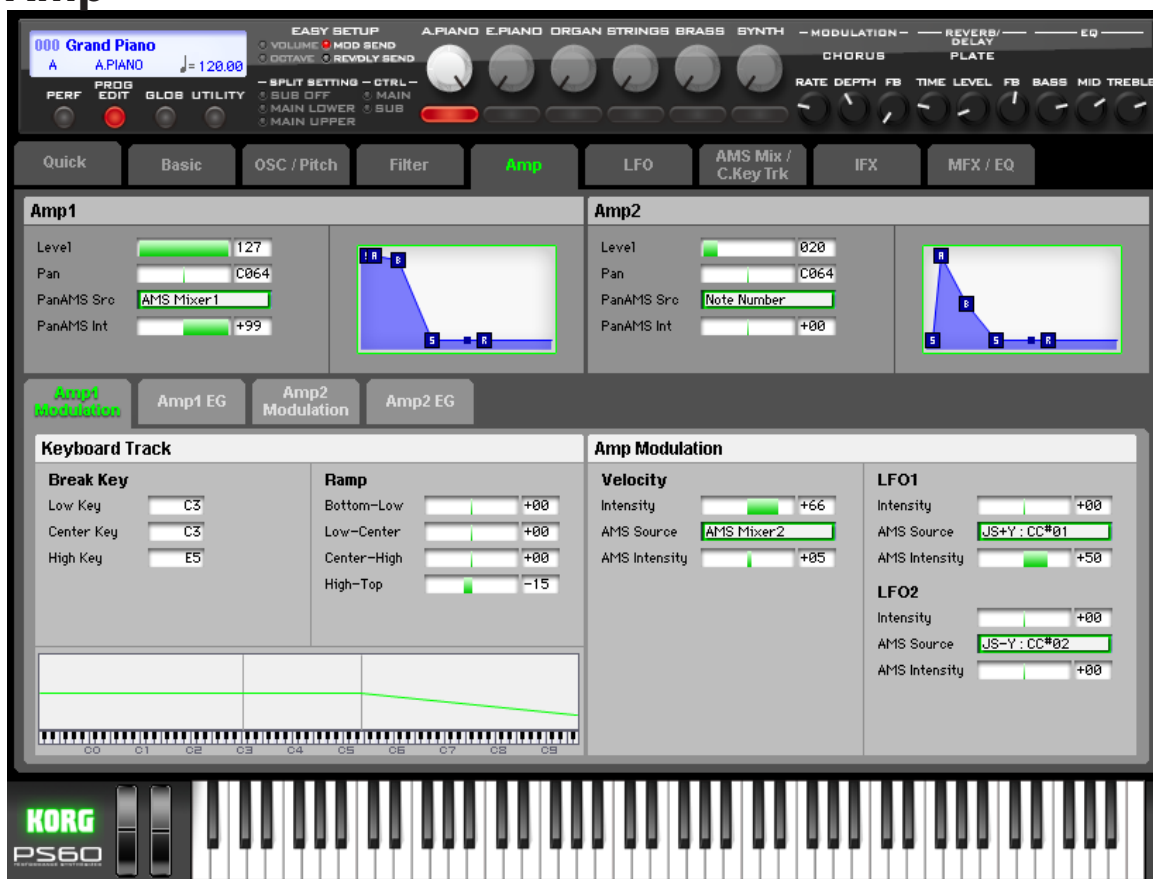 Amp
EASY SETUP A.PIANO E.PIANO ORGAN STRINGS BRASS SYNTH –MODULATION– — REVERB/— — EQ —
000 Grand Piano VOLUME MOD SEND CHORUS DELAY
A A.PIANO ♩= 120.00 OCTAVE REVDLY SEND PLATE
PROG – SPLIT SETTING – CTRL –
PERF EDIT GLOB UTILITY SUB OFF MAIN RATE DEPTH FB TIME LEVEL FB BASS MID TREBLE
MAIN LOWER SUB
MAIN UPPER
Quick Basic OSC / Pitch Filter Amp LFO AMS Mix / C.Key Trk IFX MFX / EQ
Amp1 Amp2
Level 127 Level 020
! A B A
Pan C064 Pan C064
PanAMS Src AMS Mixer1 PanAMS Src Note Number B
PanAMS Int +99 PanAMS Int +00
S R S S R
Amp1 Modulation Amp1 EG Amp2 Modulation Amp2 EG
Keyboard Track Amp Modulation
Break Key Ramp Velocity LFO1
Low Key C3 Bottom-Low +00 Intensity +66 Intensity +00
Center Key C3 Low-Center +00 AMS Source AMS Mixer2 AMS Source JS+Y : CC#01
High Key E5 Center-High +00 AMS Intensity +05 AMS Intensity +50
High-Top -15 LFO2
Intensity +00
AMS Source JS-Y : CC#02
AMS Intensity +00
C0 C1 C2 C3 C4 C5 C6 C7 C8 C9
KORG
PS60